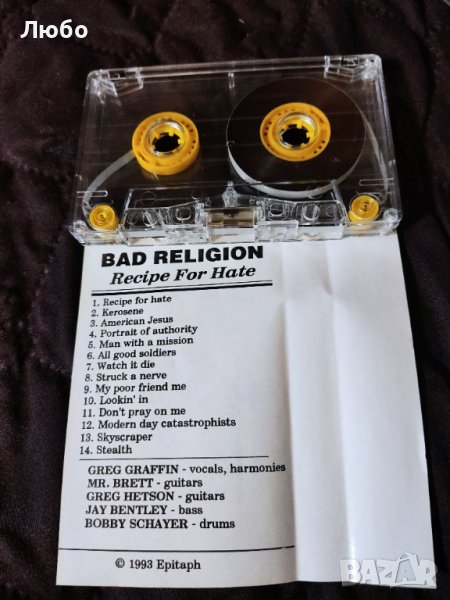 Любо
BAD RELIGION
Recipe For Hate
1. Recipe for hate
2. Kerosene
3. American Jesus
4. Portrait of authority
5. Man with a mission
6. All good soldiers
7. Watch it die
8. Struck a nerve
9. My poor friend me
10. Lookin' in
11. Don't pray on me
12. Modern day catastrophists
13. Skyscraper
14. Stealth
GREG GRAFFIN - vocals, harmonies
MR. BRETT - guitars
GREG HETSON - guitars
JAY BENTLEY - bass
BOBBY SCHAYER - drums
© 1993 Epitaph
BAZAR